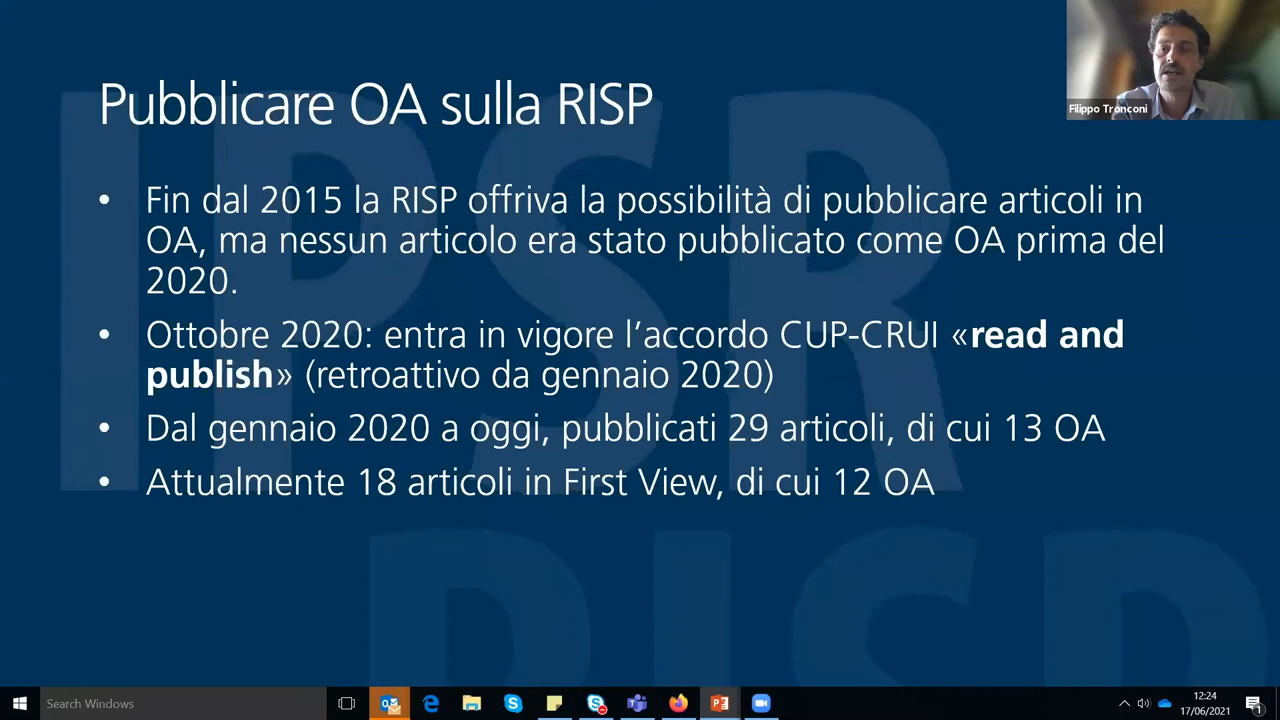 Pubblicare OA sulla RISP
Filippo Tronconi
• Fin dal 2015 la RISP offriva la possibilità di pubblicare articoli in
OA, ma nessun articolo era stato pubblicato come OA prima del
2020.
• Ottobre 2020: entra in vigore l’accordo CUP-CRUI «read and
publish» (retroattivo da gennaio 2020)
• Dal gennaio 2020 a oggi, pubblicati 29 articoli, di cui 13 OA
• Attualmente 18 articoli in First View, di cui 12 OA
IPSR
RISP
Search Windows
12:24
17/06/2021
1